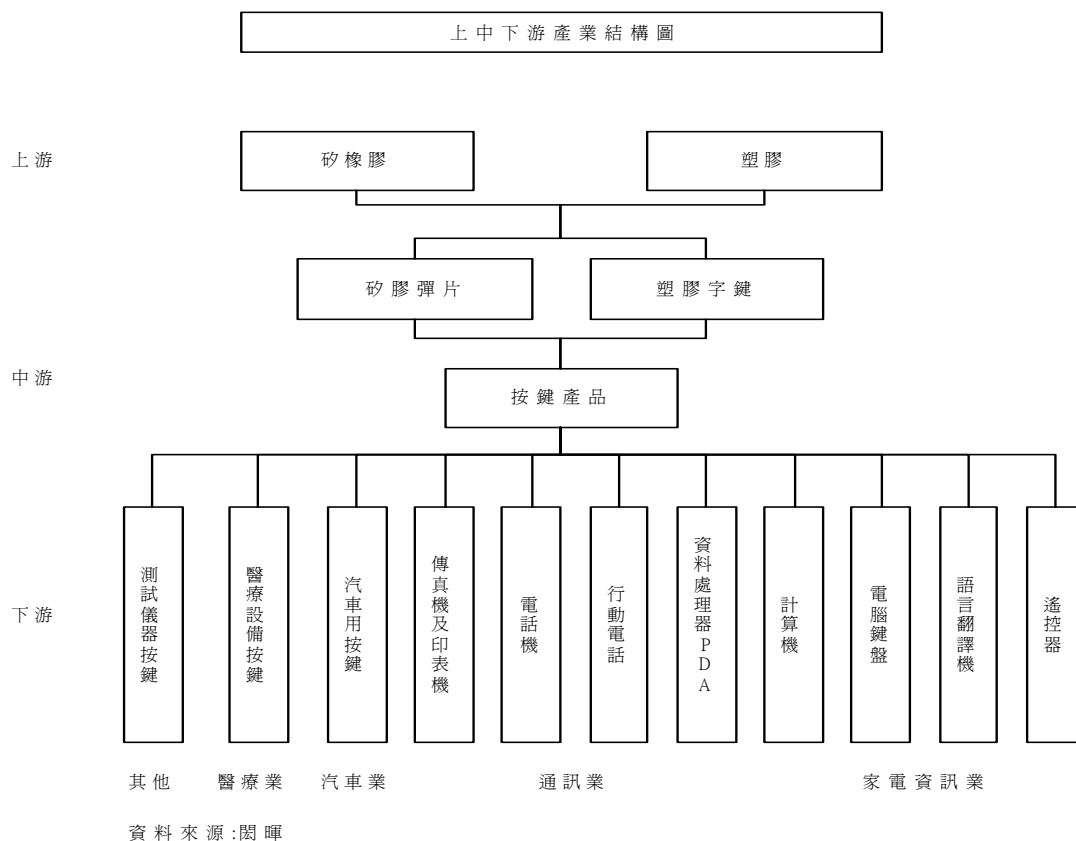 上中下游產業結構圖
上游
矽橡膠
塑膠
矽膠彈片
塑膠字鍵
中游
按鍵產品
下游
測試儀器按鍵
醫療設備按鍵
汽車用按鍵
傳真機及印表機
電話機
行動電話
資料處理器PDA
計算機
電腦鍵盤
語言翻譯機
遙控器
其他
醫療業
汽車業
通訊業
家電資訊業
資料來源:閎暉